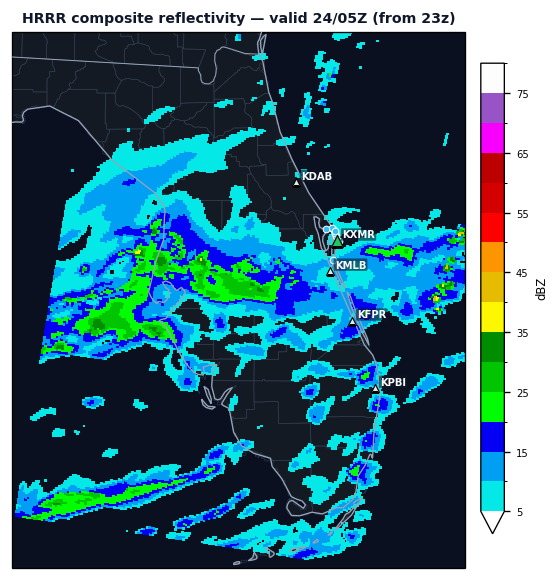 HRRR composite reflectivity — valid 24/05Z (from 23z)
KDAB
KXMR
KMLB
KFPR
KPBI
75
65
55
45
35
25
15
5
dBZ